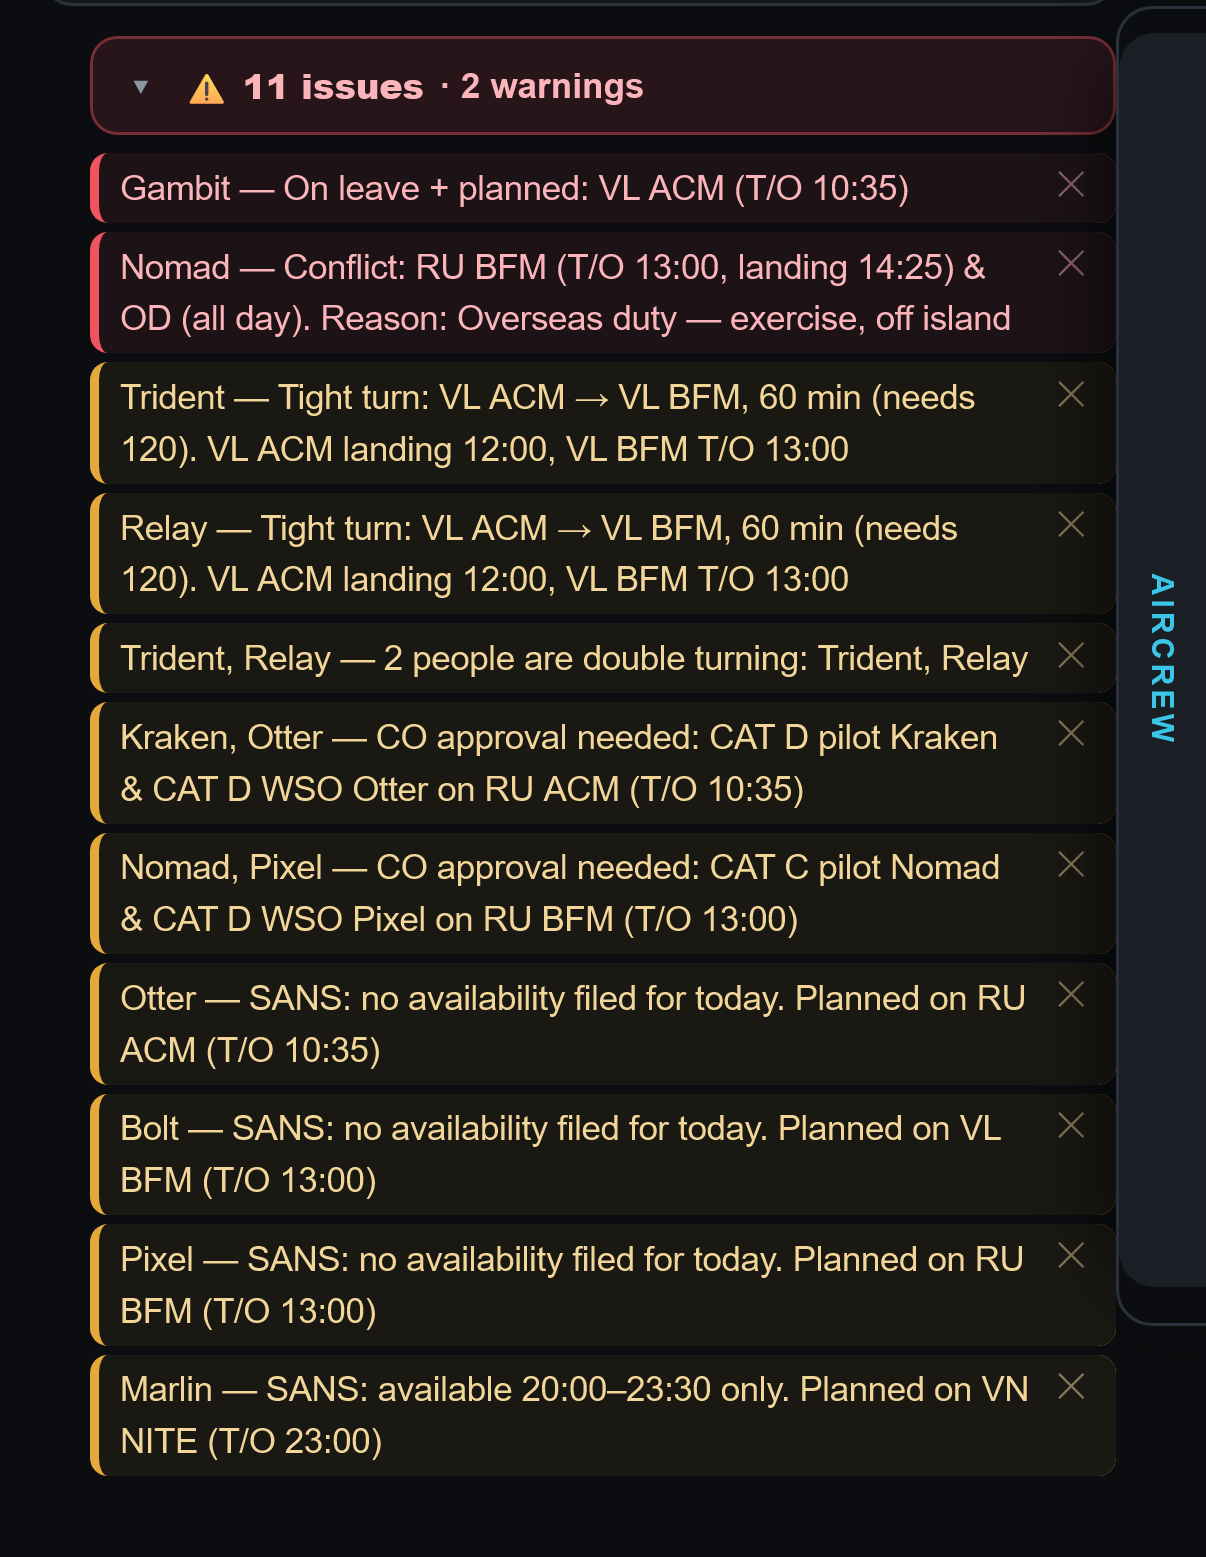 11 issues · 2 warnings
Gambit — On leave + planned: VL ACM (T/O 10:35)
Nomad — Conflict: RU BFM (T/O 13:00, landing 14:25) &
OD (all day). Reason: Overseas duty — exercise, off island
Trident — Tight turn: VL ACM → VL BFM, 60 min (needs
120). VL ACM landing 12:00, VL BFM T/O 13:00
Relay — Tight turn: VL ACM → VL BFM, 60 min (needs
120). VL ACM landing 12:00, VL BFM T/O 13:00
Trident, Relay — 2 people are double turning: Trident, Relay
Kraken, Otter — CO approval needed: CAT D pilot Kraken
& CAT D WSO Otter on RU ACM (T/O 10:35)
Nomad, Pixel — CO approval needed: CAT C pilot Nomad
& CAT D WSO Pixel on RU BFM (T/O 13:00)
Otter — SANS: no availability filed for today. Planned on RU
ACM (T/O 10:35)
Bolt — SANS: no availability filed for today. Planned on VL
BFM (T/O 13:00)
Pixel — SANS: no availability filed for today. Planned on RU
BFM (T/O 13:00)
Marlin — SANS: available 20:00–23:30 only. Planned on VN
NITE (T/O 23:00)
AIRCREW